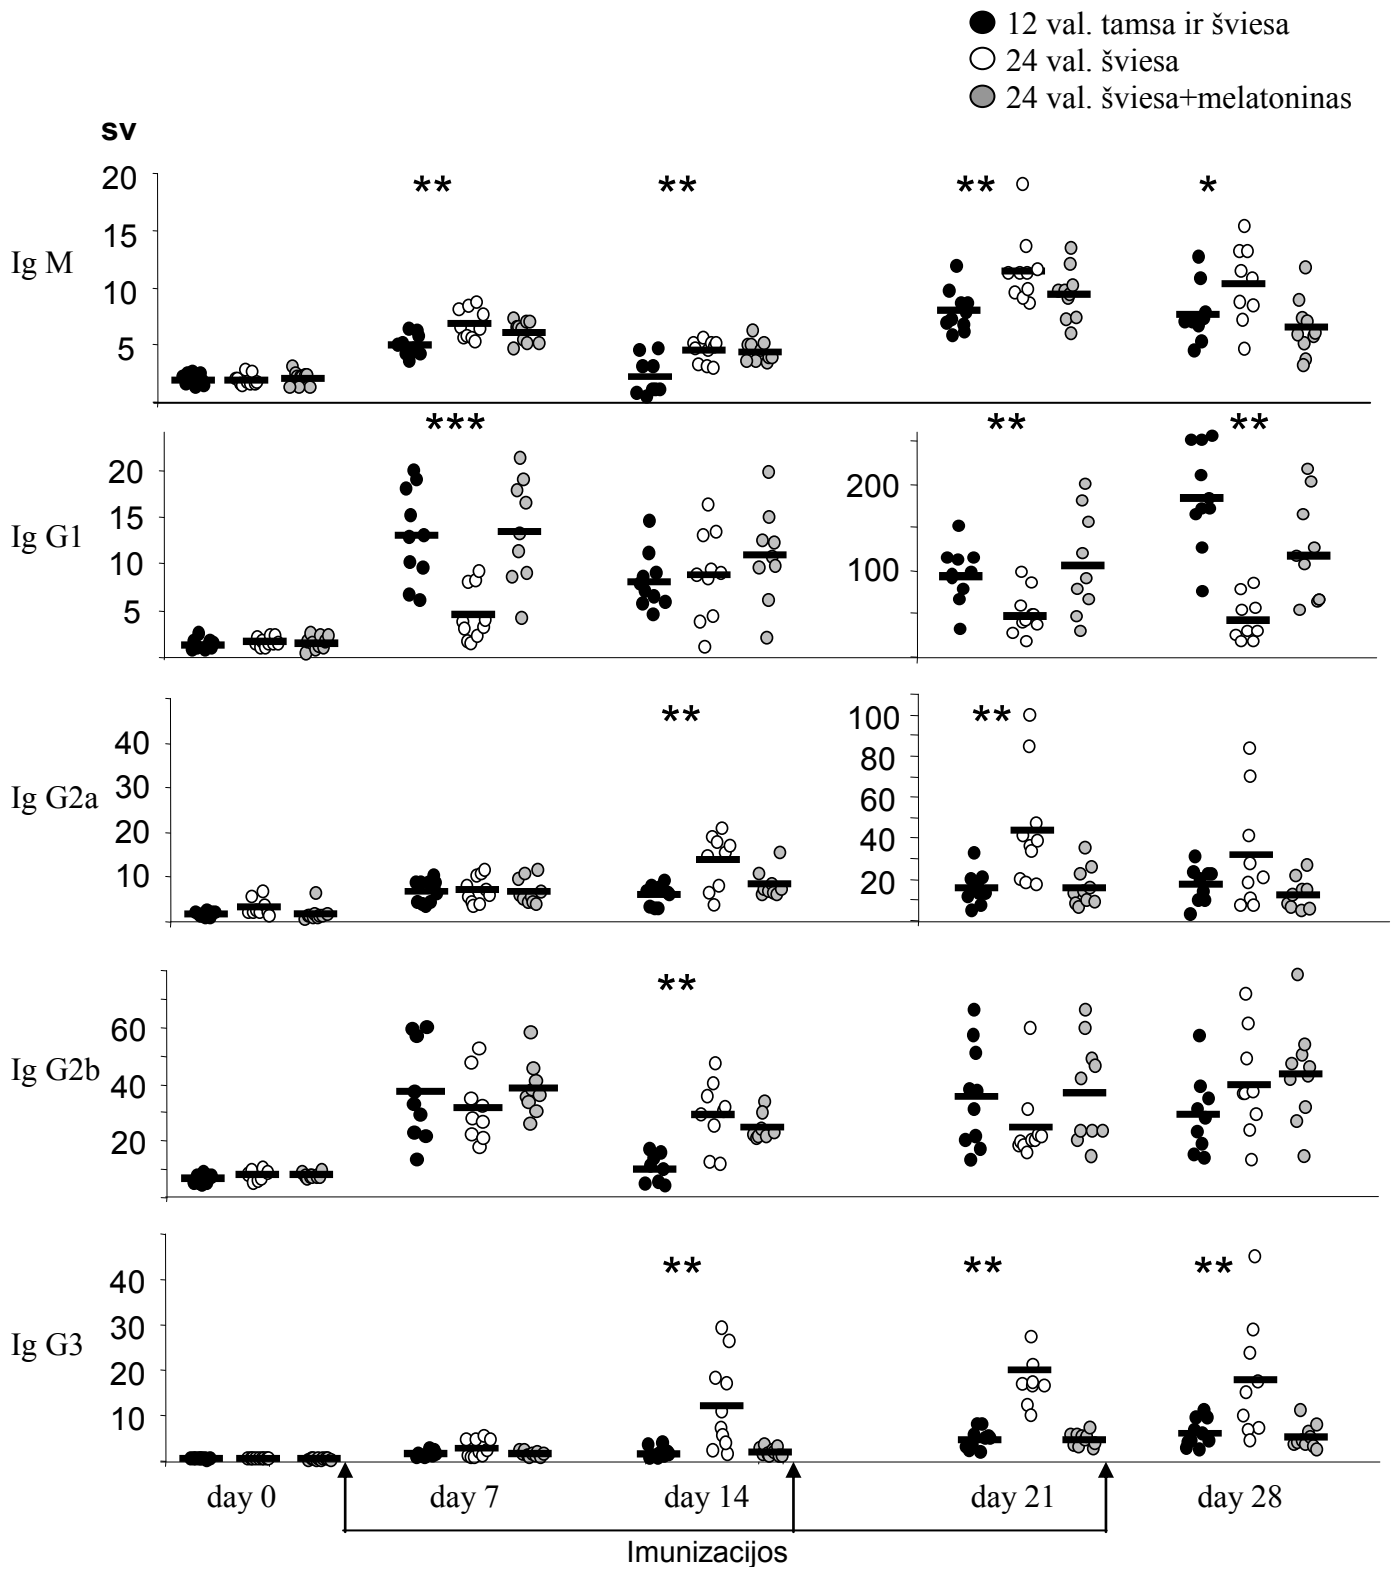 12 val. tamsa ir šviesa
24 val. šviesa
24 val. šviesa+melatoninas
sv
20
15
10
5
Ig M
** ** ** *
20
15
10
5
Ig G1
200
100
*** ** **
40
30
20
10
Ig G2a
100
80
60
40
20
** **
60
40
20
Ig G2b
**
40
30
20
10
Ig G3
** ** **
day 0 day 7 day 14 day 21 day 28
Imunizacijos